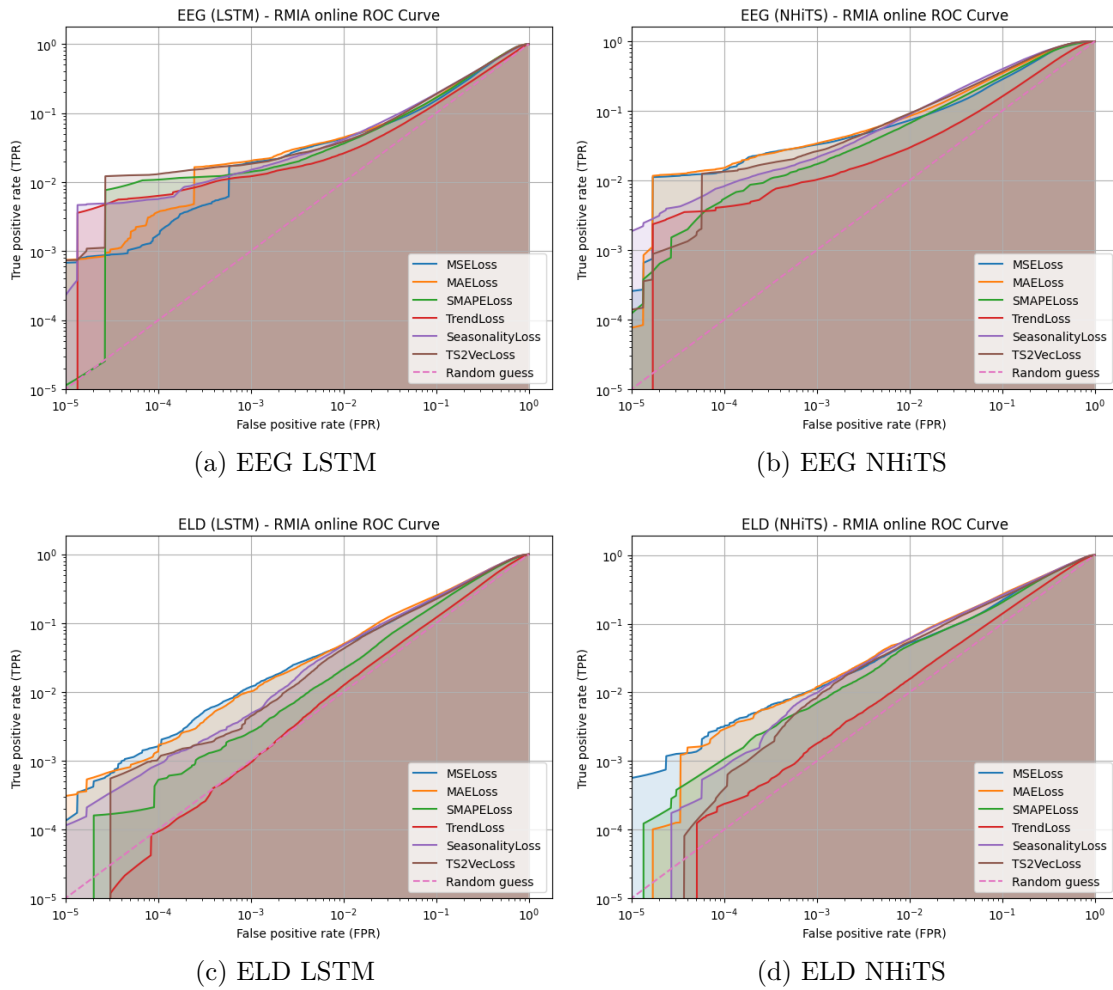 EEG (LSTM) - RMIA online ROC Curve
10⁰
10⁻¹
10⁻²
10⁻³
10⁻⁴
10⁻⁵
True positive rate (TPR)
MSELoss
MAELoss
SMAPELoss
TrendLoss
SeasonalityLoss
TS2VecLoss
Random guess
10⁻⁵ 10⁻⁴ 10⁻³ 10⁻² 10⁻¹ 10⁰
False positive rate (FPR)
(a) EEG LSTM
EEG (NHiTS) - RMIA online ROC Curve
10⁰
10⁻¹
10⁻²
10⁻³
10⁻⁴
10⁻⁵
True positive rate (TPR)
MSELoss
MAELoss
SMAPELoss
TrendLoss
SeasonalityLoss
TS2VecLoss
Random guess
10⁻⁵ 10⁻⁴ 10⁻³ 10⁻² 10⁻¹ 10⁰
False positive rate (FPR)
(b) EEG NHiTS
ELD (LSTM) - RMIA online ROC Curve
10⁰
10⁻¹
10⁻²
10⁻³
10⁻⁴
10⁻⁵
True positive rate (TPR)
MSELoss
MAELoss
SMAPELoss
TrendLoss
SeasonalityLoss
TS2VecLoss
Random guess
10⁻⁵ 10⁻⁴ 10⁻³ 10⁻² 10⁻¹ 10⁰
False positive rate (FPR)
(c) ELD LSTM
ELD (NHiTS) - RMIA online ROC Curve
10⁰
10⁻¹
10⁻²
10⁻³
10⁻⁴
10⁻⁵
True positive rate (TPR)
MSELoss
MAELoss
SMAPELoss
TrendLoss
SeasonalityLoss
TS2VecLoss
Random guess
10⁻⁵ 10⁻⁴ 10⁻³ 10⁻² 10⁻¹ 10⁰
False positive rate (FPR)
(d) ELD NHiTS